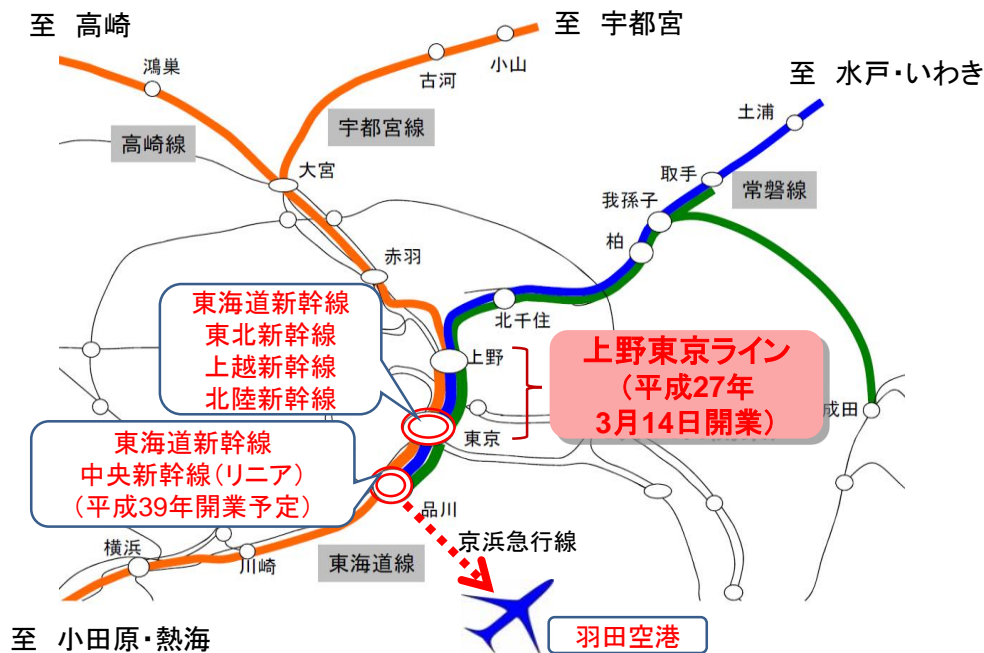 至 高崎
至 宇都宮
至 水戸・いわき
鴻巣
古河
小山
土浦
高崎線
宇都宮線
大宮
取手
常磐線
我孫子
柏
赤羽
北千住
東海道新幹線
東北新幹線
上越新幹線
北陸新幹線
上野
上野東京ライン
(平成27年
3月14日開業)
成田
東京
東海道新幹線
中央新幹線(リニア)
(平成39年開業予定)
品川
横浜
川崎
東海道線
京浜急行線
羽田空港
至 小田原・熱海